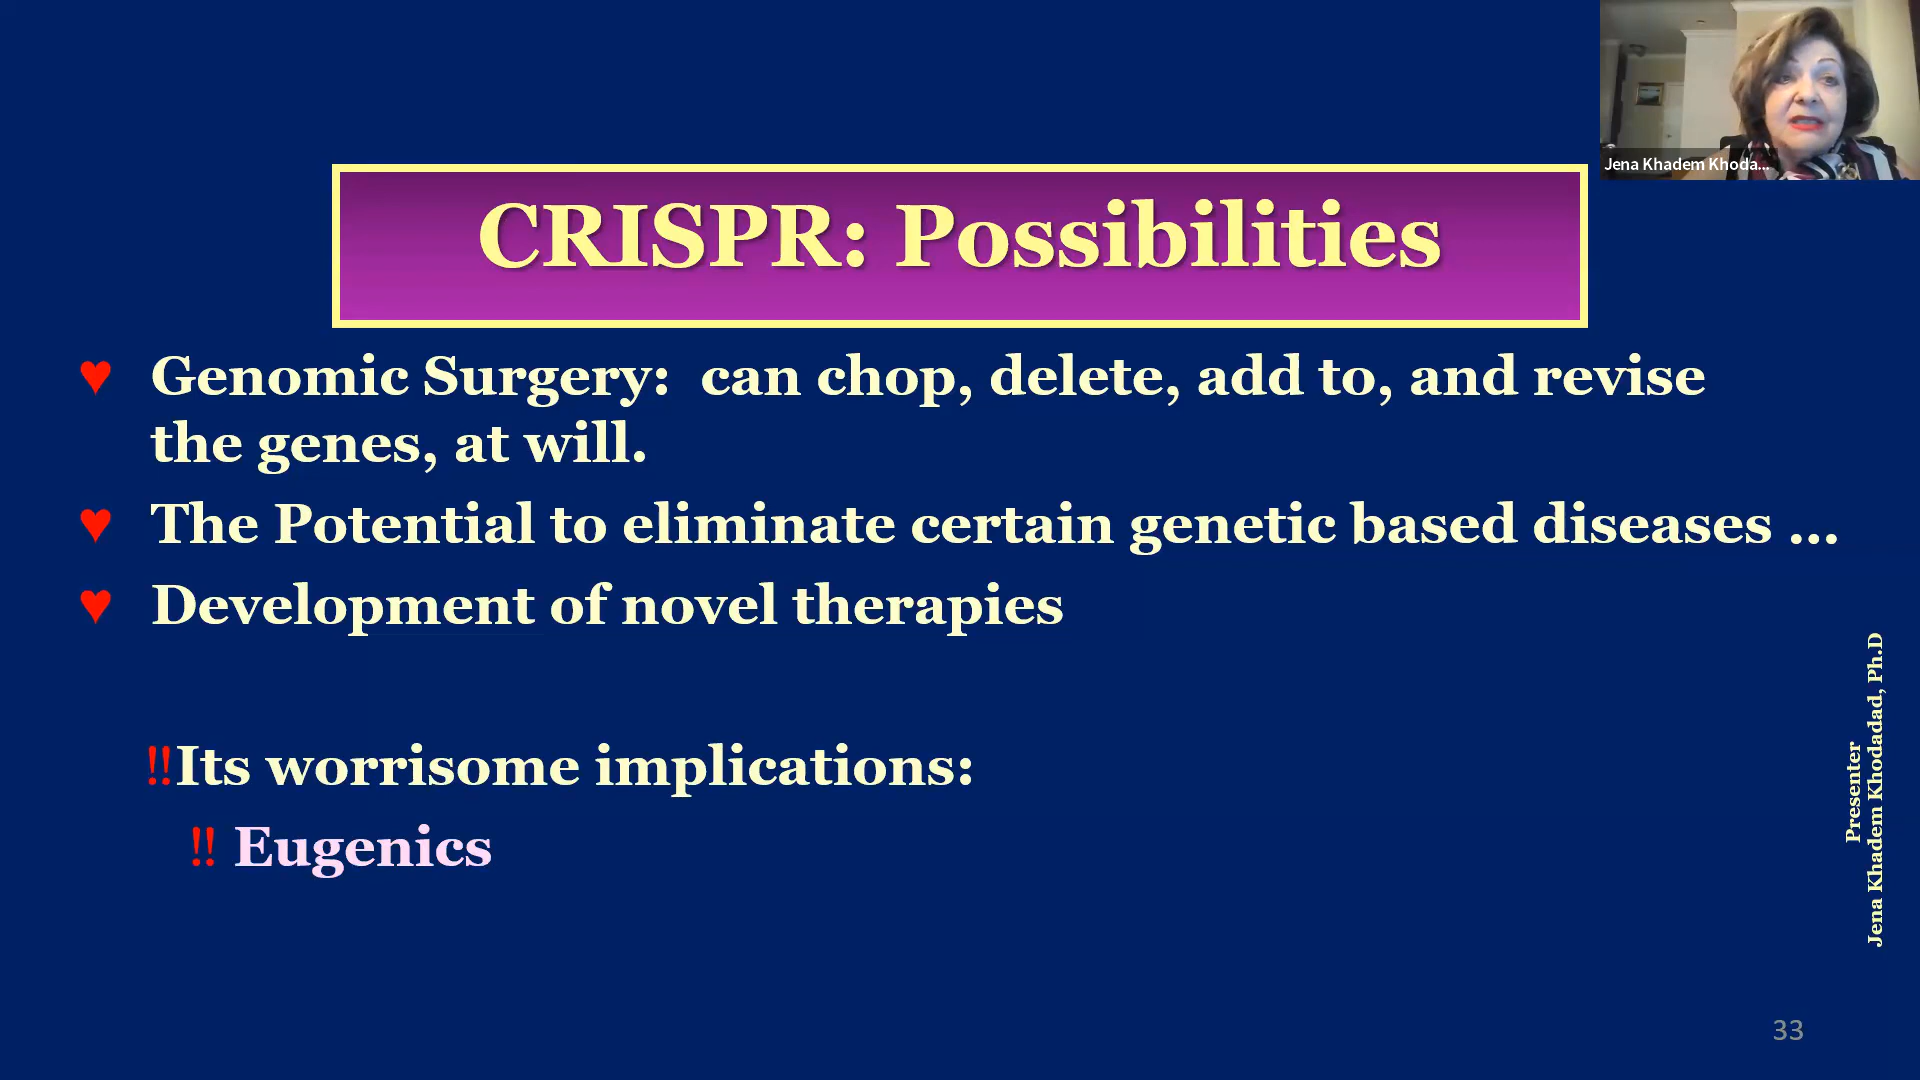 Jena Khadem Khoda...
CRISPR: Possibilities
♥ Genomic Surgery: can chop, delete, add to, and revise
the genes, at will.
♥ The Potential to eliminate certain genetic based diseases ...
♥ Development of novel therapies
‼Its worrisome implications:
‼ Eugenics
Presenter
Jena Khadem Khodadad, Ph.D
33